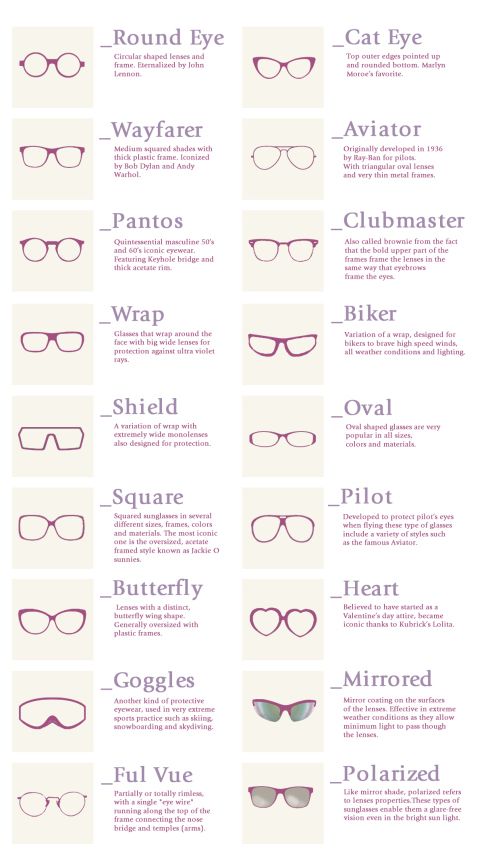 _Round Eye
Circular shaped lenses and
frame. Eternalized by John
Lennon.
_Cat Eye
Top outer edges pointed up
and rounded bottom. Marlyn
Moroe's favorite.
_Wayfarer
Medium squared shades with
thick plastic frame. Iconized
by Bob Dylan and Andy
Warhol.
_Aviator
Originally developed in 1936
by Ray-Ban for pilots.
With triangular oval lenses
and very thin metal frames.
_Pantos
Quintessential masculine 50's
and 60's iconic eyewear.
Featuring Keyhole bridge and
thick acetate rim.
_Clubmaster
Also called brownie from the fact
that the bold upper part of the
frames frame the lenses in the
same way that eyebrows
frame the eyes.
_Wrap
Glasses that wrap around the
face with big wide lenses for
protection against ultra violet
rays.
_Biker
Variation of a wrap, designed for
bikers to brave high speed winds,
all weather conditions and lighting.
_Shield
A variation of wrap with
extremely wide monolenses
also designed for protection.
_Oval
Oval shaped glasses are very
popular in all sizes,
colors and materials.
_Square
Squared sunglasses in several
different sizes, frames, colors
and materials. The most iconic
one is the oversized, acetate
framed style known as Jackie O
sunnies.
_Pilot
Developed to protect pilot's eyes
when flying these type of glasses
include a variety of styles such
as the famous Aviator.
_Butterfly
Lenses with a distinct,
butterfly wing shape.
Generally oversized with
plastic frames.
_Heart
Believed to have started as a
Valentine's day attire, became
iconic thanks to Kubrick's Lolita.
_Goggles
Another kind of protective
eyewear, used in very extreme
sports practice such as skiing,
snowboarding and skydiving.
_Mirrored
Mirror coating on the surfaces
of the lenses. Effective in extreme
weather conditions as they allow
minimum light to pass though
the lenses.
_Ful Vue
Partially or totally rimless,
with a single "eye wire"
running along the top of the
frame connecting the nose
bridge and temples (arms).
_Polarized
Like mirror shade, polarized refers
to lenses properties.These types of
sunglasses enable them a glare-free
vision even in the bright sun light.